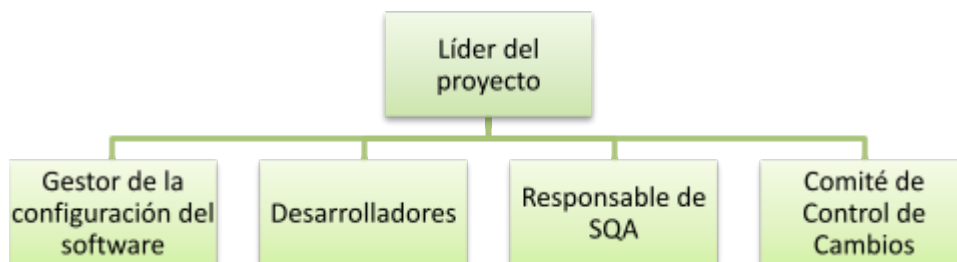 Líder del
proyecto
Gestor de la
configuración del
software
Desarrolladores
Responsable de
SQA
Comité de
Control de
Cambios